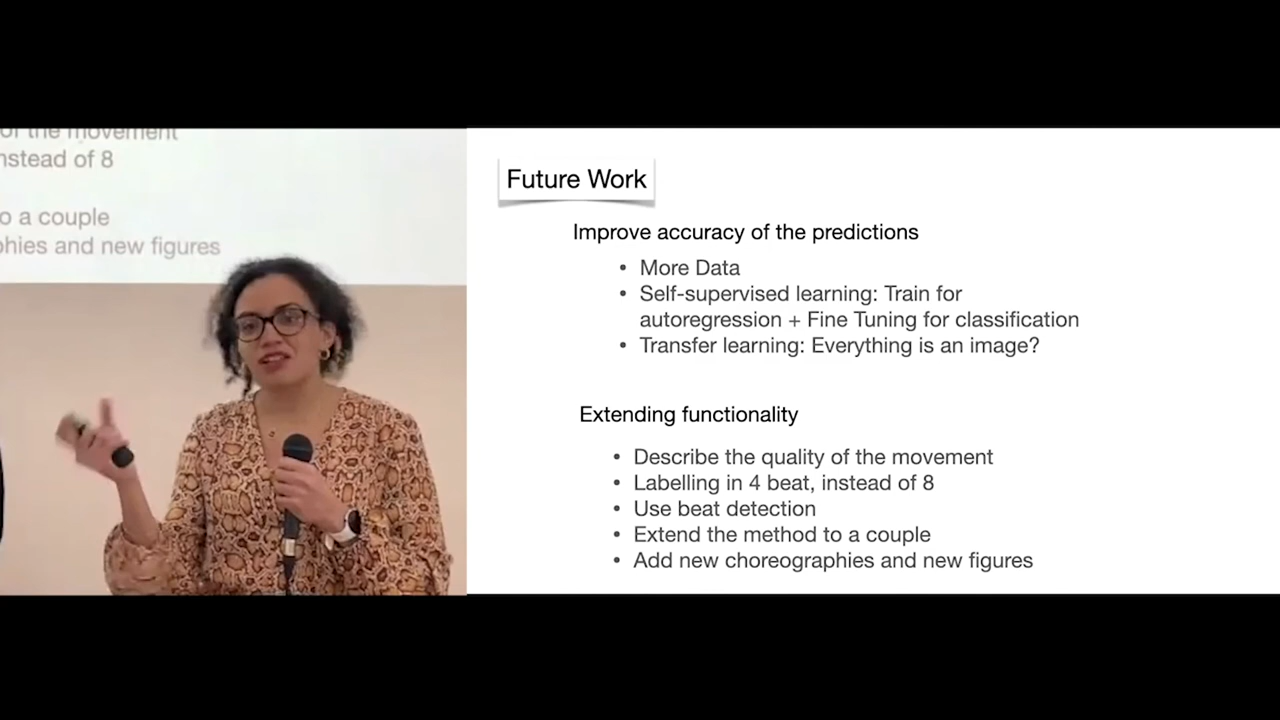 of the movement
nstead of 8
o a couple
phies and new figures
Future Work
Improve accuracy of the predictions
• More Data
• Self-supervised learning: Train for
autoregression + Fine Tuning for classification
• Transfer learning: Everything is an image?
Extending functionality
• Describe the quality of the movement
• Labelling in 4 beat, instead of 8
• Use beat detection
• Extend the method to a couple
• Add new choreographies and new figures